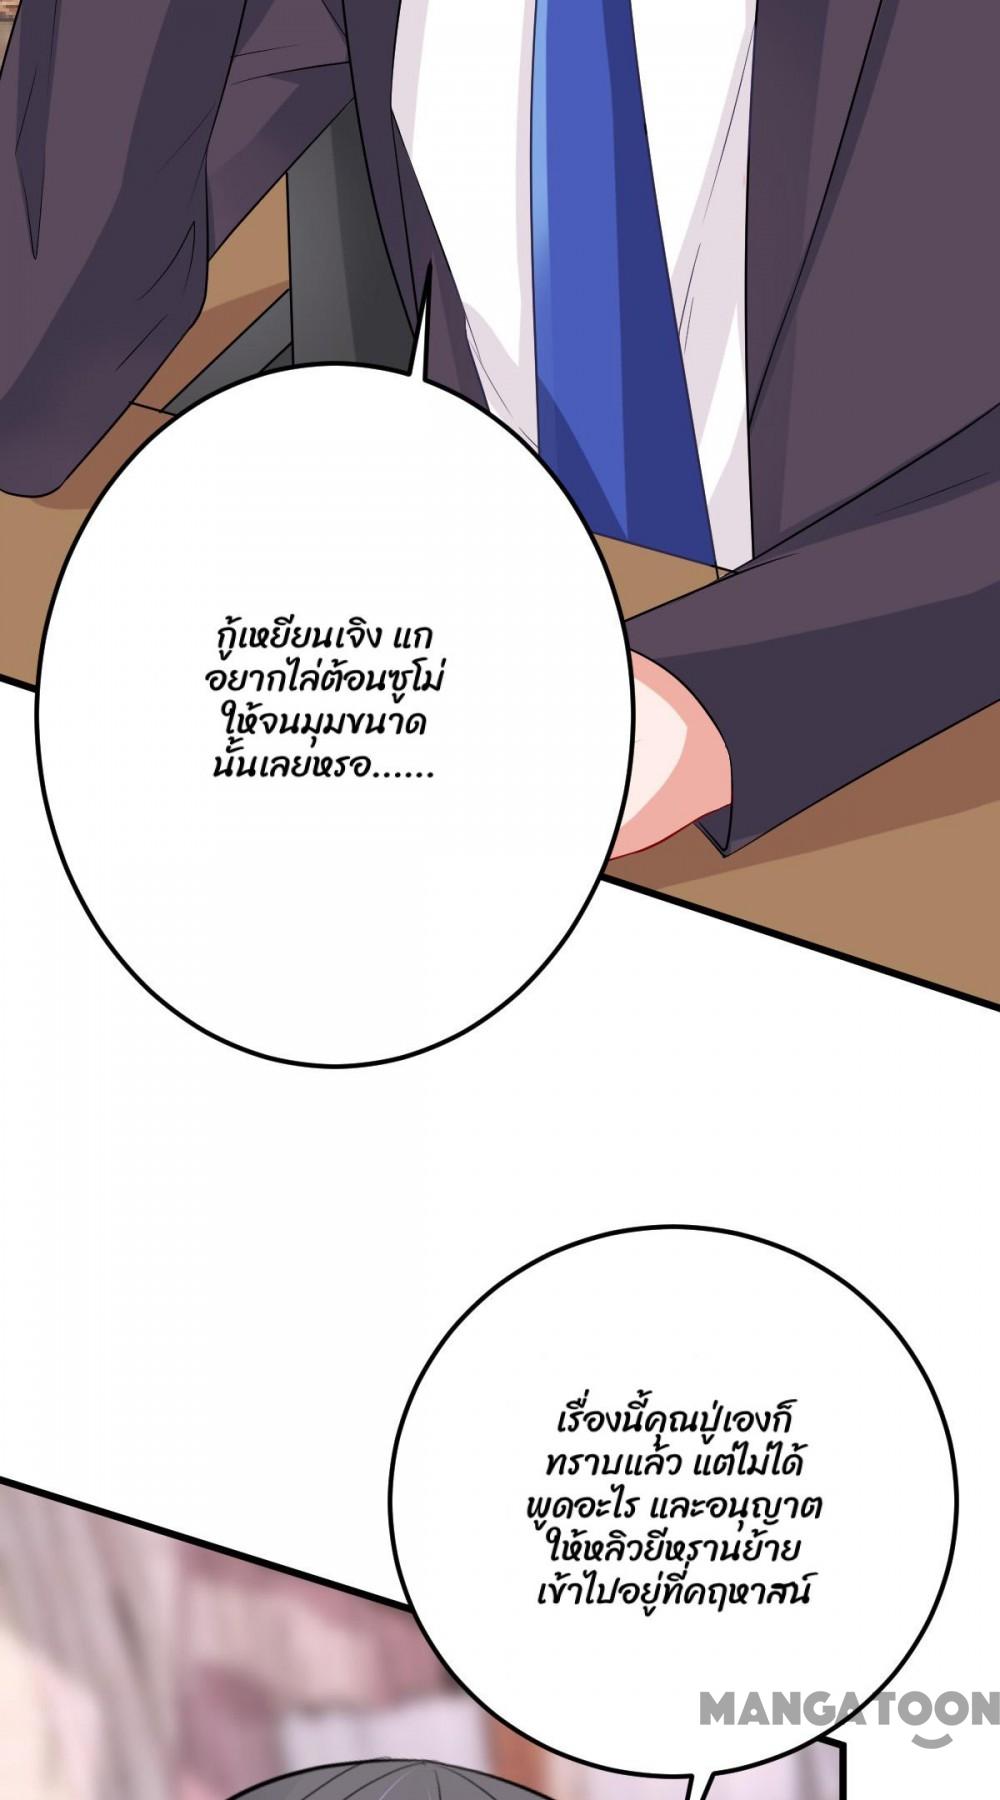 กู้เหยียนเจิง แก
อยากไล่ต้อนซูโม่
ให้จนมุมขนาด
นั้นเลยหรอ......
เรื่องนี้คุณปู่เองก็
ทราบแล้ว แต่ไม่ได้
พูดอะไร และอนุญาต
ให้หลิวยีหรานย้าย
เข้าไปอยู่ที่คฤหาสน์
MANGATOON